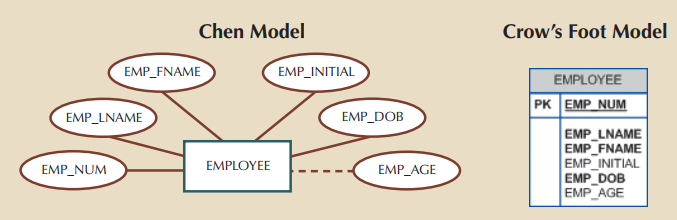 Chen Model
Crow's Foot Model
EMP_FNAME
EMP_INITIAL
EMP_LNAME
EMP_DOB
EMP_NUM
EMPLOYEE
EMP_AGE
EMPLOYEE
PK EMP_NUM
EMP_LNAME
EMP_FNAME
EMP_INITIAL
EMP_DOB
EMP_AGE